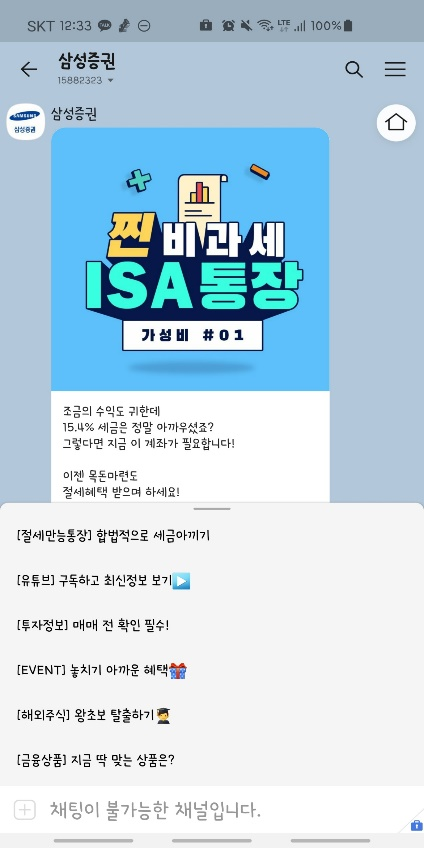 SKT 12:33 LTE 100%
삼성증권
15882323
SAMSUNG
삼성증권
삼성증권
찐 비과세
ISA 통장
가성비 #01
조금의 수익도 귀한데
15.4% 세금은 정말 아까우셨죠?
그렇다면 지금 이 계좌가 필요합니다!
이젠 목돈마련도
절세혜택 받으며 하세요!
[절세만능통장] 합법적으로 세금아끼기
[유튜브] 구독하고 최신정보 보기▶️
[투자정보] 매매 전 확인 필수!
[EVENT] 놓치기 아까운 혜택🎁
[해외주식] 왕초보 탈출하기👨‍🎓
[금융상품] 지금 딱 맞는 상품은?
채팅이 불가능한 채널입니다.